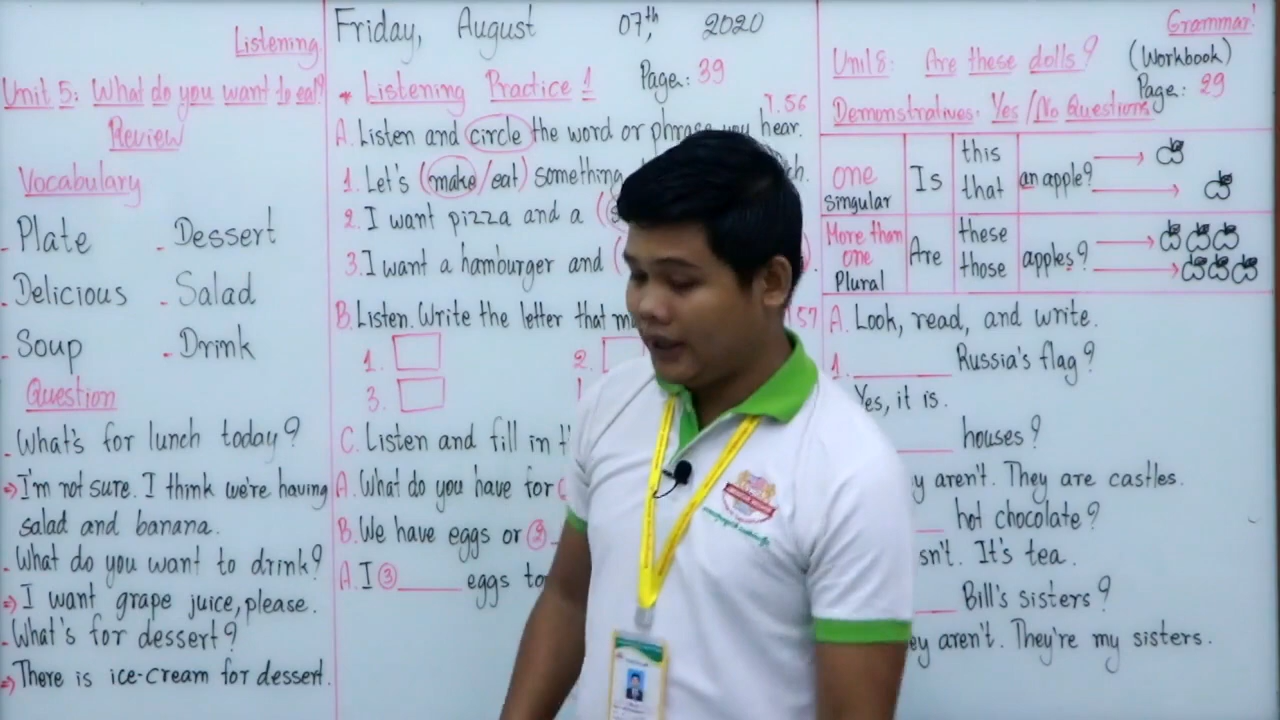 Listening
Unit 5: What do you want to eat?
Review
Vocabulary
- Plate - Dessert
- Delicious - Salad
- Soup - Drink
Question
- What's for lunch today?
I'm not sure. I think we're having
salad and banana.
- What do you want to drink?
I want grape juice, please.
- What's for dessert?
There is ice-cream for dessert.
Friday, August 07th, 2020
* Listening Practice 1 Page: 39
T.56
A. Listen and circle the word or phrase you hear.
1. Let's (make/eat) something
2. I want pizza and a
3. I want a hamburger and
B. Listen. Write the letter that
57
1. 2.
3.
C. Listen and fill in
A. What do you have for
B. We have eggs or ②
A. I ③______ eggs
Grammar!
Unit 8: Are these dolls? (Workbook)
Page: 29
Demonstratives: Yes/No Questions
one singular Is this that an apple?
More than one Plural Are these those apples?
A. Look, read, and write.
1. ________ Russia's flag?
Yes, it is.
houses?
aren't. They are castles.
hot chocolate?
It's tea.
Bill's sisters?
aren't. They're my sisters.